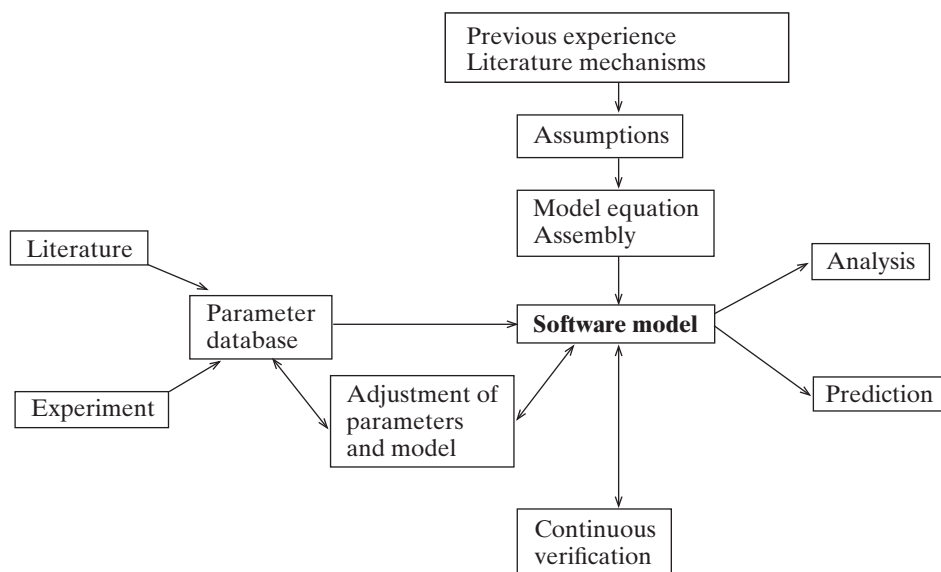 Previous experience
Literature mechanisms
Assumptions
Model equation
Assembly
Literature
Analysis
Parameter
database
Software model
Experiment
Adjustment of
parameters
and model
Prediction
Continuous
verification